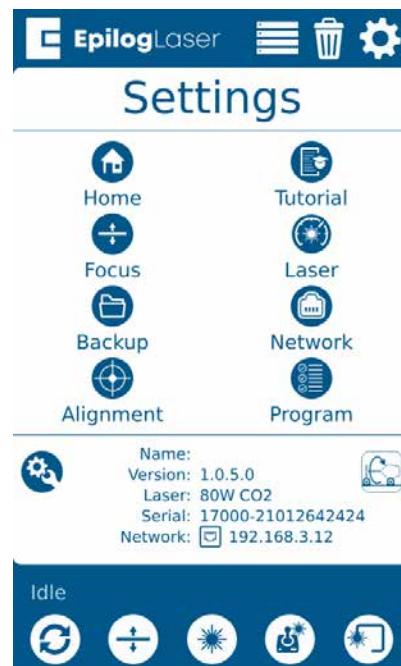 EpilogLaser
Settings
Home Tutorial
Focus Laser
Backup Network
Alignment Program
Name:
Version: 1.0.5.0
Laser: 80W CO2
Serial: 17000-21012642424
Network: 192.168.3.12
Idle